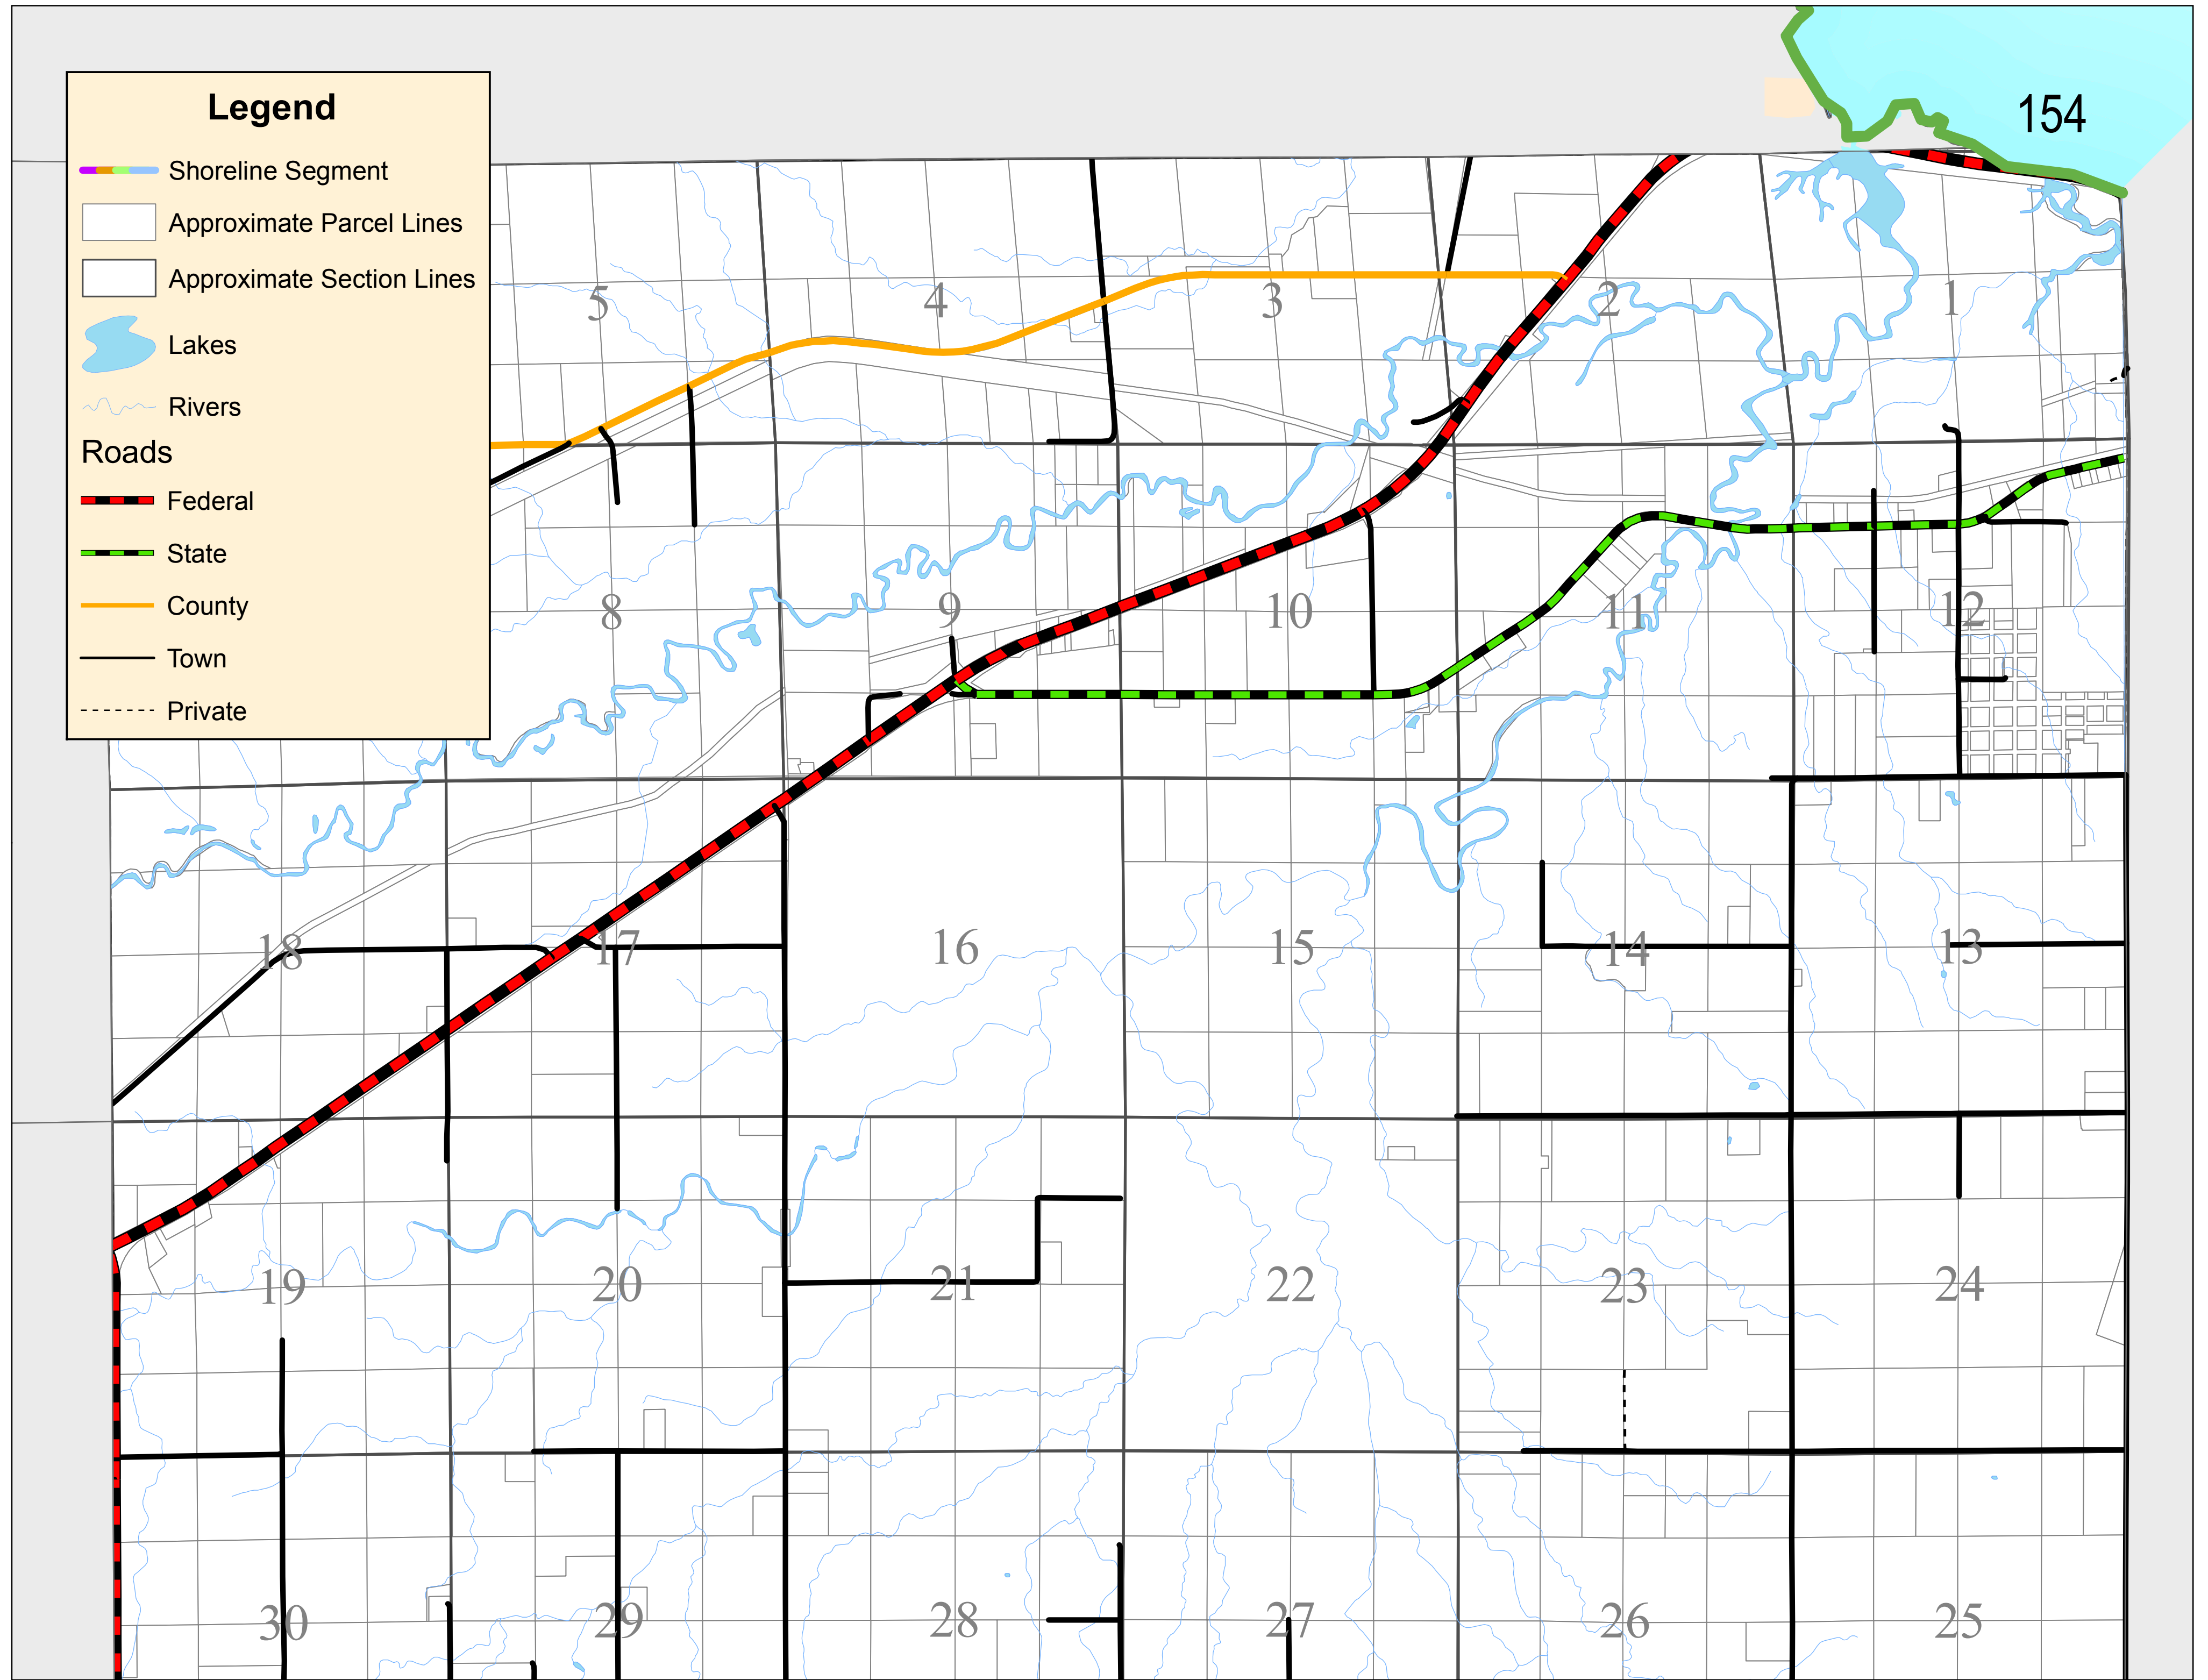 154
Legend
Shoreline Segment
Approximate Parcel Lines
Approximate Section Lines
Lakes
Rivers
Roads
Federal
State
County
Town
Private
5
4
3
2
1
8
9
10
11
12
18
17
16
15
14
13
19
20
21
22
23
24
30
29
28
27
26
25